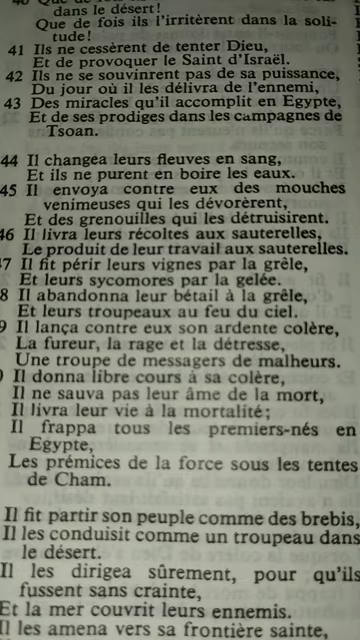 40 Que de fois
dans le désert!
Que de fois ils l'irritèrent dans la soli-
tude!
41 Ils ne cessèrent de tenter Dieu,
Et de provoquer le Saint d'Israël.
42 Ils ne se souvinrent pas de sa puissance,
Du jour où il les délivra de l'ennemi,
43 Des miracles qu'il accomplit en Egypte,
Et de ses prodiges dans les campagnes de
Tsoan.
44 Il changea leurs fleuves en sang,
Et ils ne purent en boire les eaux.
45 Il envoya contre eux des mouches
venimeuses qui les dévorèrent,
Et des grenouilles qui les détruisirent.
46 Il livra leurs récoltes aux sauterelles,
Le produit de leur travail aux sauterelles.
47 Il fit périr leurs vignes par la grêle,
Et leurs sycomores par la gelée.
8 Il abandonna leur bétail à la grêle,
Et leurs troupeaux au feu du ciel.
9 Il lança contre eux son ardente colère,
La fureur, la rage et la détresse,
Une troupe de messagers de malheurs.
Il donna libre cours à sa colère,
Il ne sauva pas leur âme de la mort,
Il livra leur vie à la mortalité;
Il frappa tous les premiers-nés en
Egypte,
Les prémices de la force sous les tentes
de Cham.
Il fit partir son peuple comme des brebis,
Il les conduisit comme un troupeau dans
le désert.
Il les dirigea sûrement, pour qu'ils
fussent sans crainte,
Et la mer couvrit leurs ennemis.
Il les amena vers sa frontière sainte,